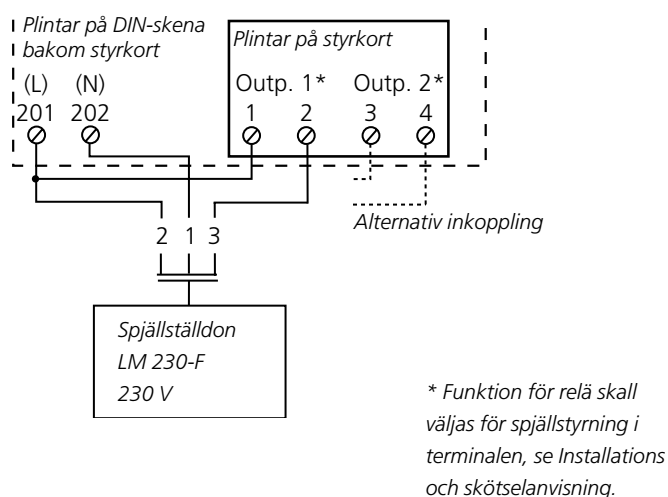 Plintar på DIN-skena
bakom styrkort
Plintar på styrkort
(L) (N)
201 202
Outp. 1* Outp. 2*
1 2 3 4
Alternativ inkoppling
2 1 3
Spjällställdon
LM 230-F
230 V
* Funktion för relä skall
väljas för spjällstyrning i
terminalen, se Installations
och skötselanvisning.